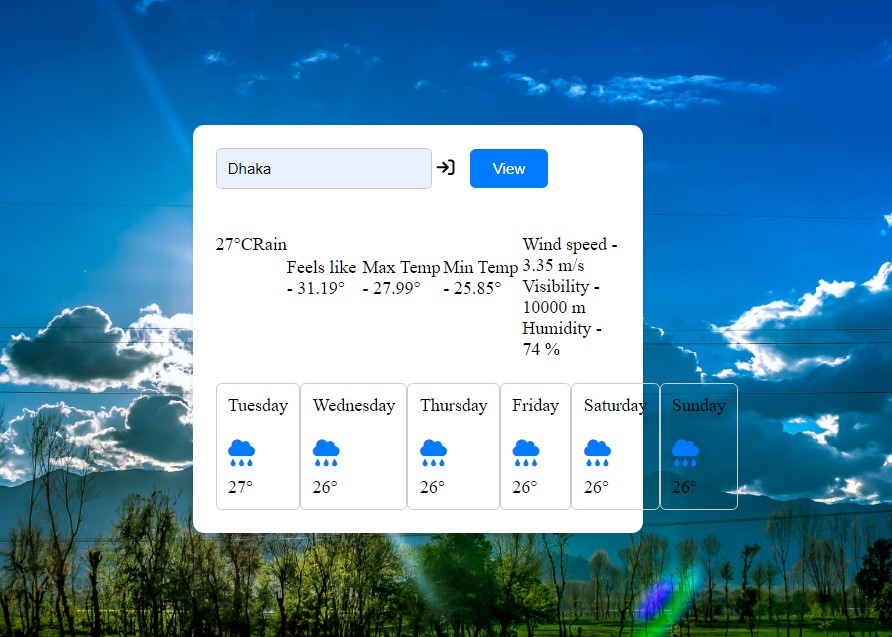 Dhaka
View
27°CRain
Feels like
- 31.19°
Max Temp
- 27.99°
Min Temp
- 25.85°
Wind speed -
3.35 m/s
Visibility -
10000 m
Humidity -
74 %
Tuesday
27°
Wednesday
26°
Thursday
26°
Friday
26°
Saturday
26°
Sunday
26°